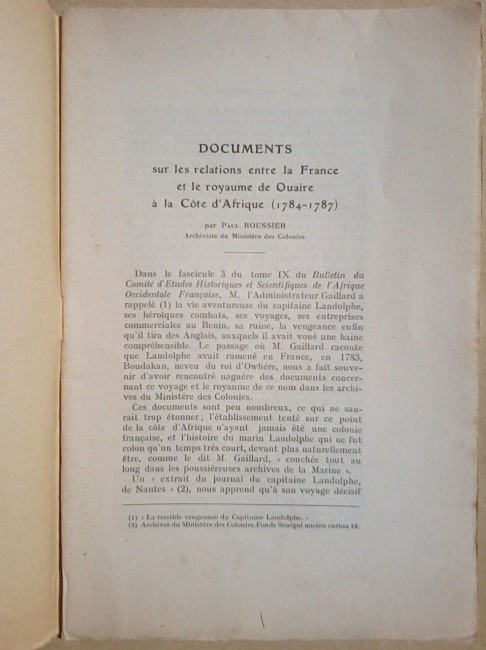 DOCUMENTS
sur les relations entre la France
et le royaume de Ouaire
à la Côte d'Afrique (1784-1787)
par PAUL ROUSSIER
Archiviste du Ministère des Colonies
Dans le fascicule 3 du tome IX du Bulletin du
Comité d'Etudes Historiques et Scientifiques de l'Afrique
Occidentale Française, M. l'Administrateur Gaillard a
rappelé (1) la vie aventureuse du capitaine Landolphe,
ses héroïques combats, ses voyages, ses entreprises
commerciales au Benin, sa ruine, la vengeance enfin
qu'il tira des Anglais, auxquels il avait voué une haine
compréhensible. Le passage où M. Gaillard raconte
que Landolphe avait ramené en France, en 1783,
Boudakan, neveu du roi d'Owhère, nous a fait souve-
nir d'avoir rencontré naguère des documents concer-
nant ce voyage et le royaume de ce nom dans les archi-
ves du Ministère des Colonies.
Ces documents sont peu nombreux, ce qui ne sau-
rait trop étonner ; l'établissement tenté sur ce point
de la côte d'Afrique n'ayant jamais été une colonie
française, et l'histoire du marin Landolphe qui ne fut
colon qu'un temps très court, devant plus naturellement
être, comme le dit M. Gaillard, « couchée tout au
long dans les poussiéreuses archives de la Marine ».
Un « extrait du journal du capitaine Landolphe,
de Nantes » (2), nous apprend qu'à son voyage décisif
(1) « La terrible vengeance du Capitaine Landolphe. »
(2) Archives du Ministère des Colonies Fonds Sénégal ancien carton 18.